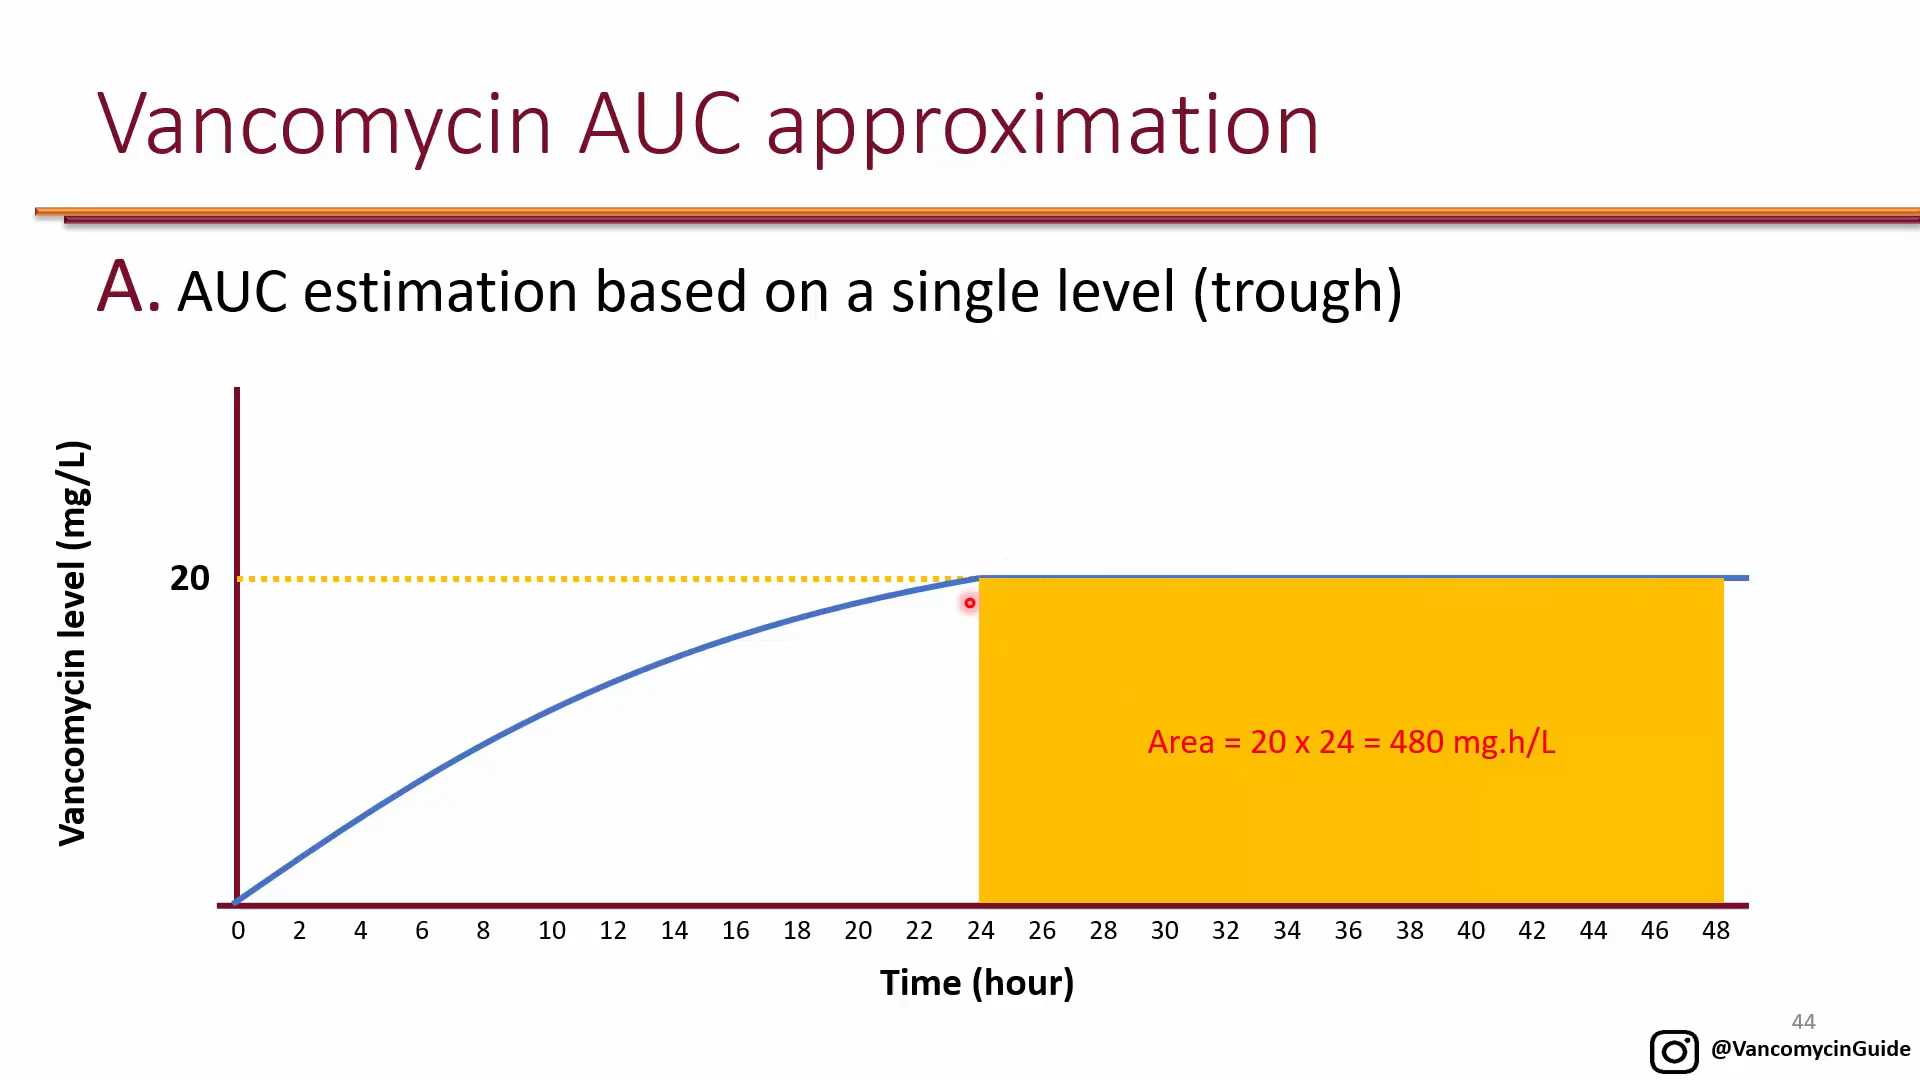 Vancomycin AUC approximation
A. AUC estimation based on a single level (trough)
Vancomycin level (mg/L)
20
Area = 20 x 24 = 480 mg.h/L
0 2 4 6 8 10 12 14 16 18 20 22 24 26 28 30 32 34 36 38 40 42 44 46 48
Time (hour)
44
@VancomycinGuide